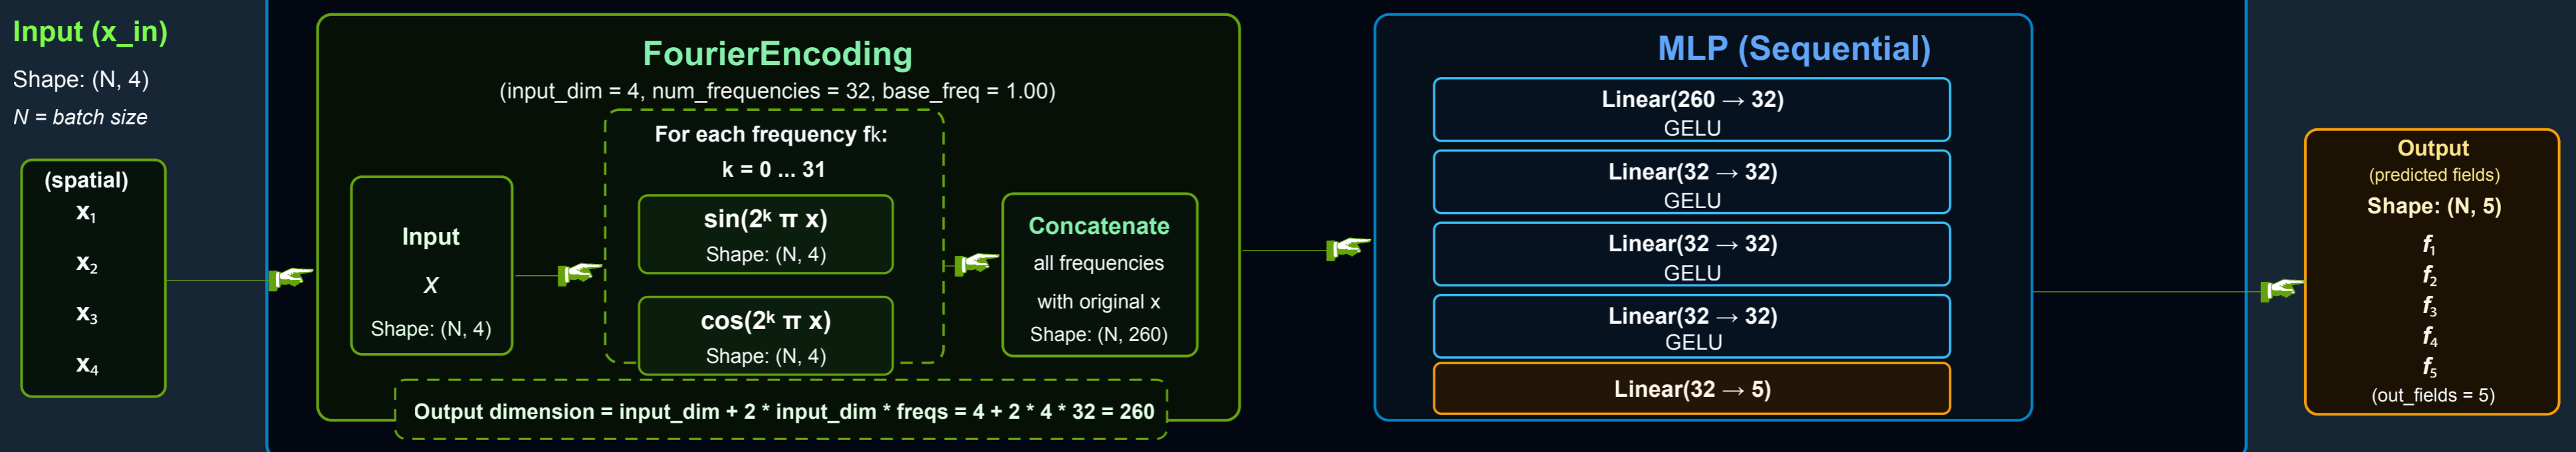 Input (x_in)
Shape: (N, 4)
N = batch size
(spatial)
x₁
x₂
x₃
x₄
FourierEncoding
(input_dim = 4, num_frequencies = 32, base_freq = 1.00)
Input
x
Shape: (N, 4)
For each frequency fk:
k = 0 ... 31
sin(2ᵏ π x)
Shape: (N, 4)
cos(2ᵏ π x)
Shape: (N, 4)
Concatenate
all frequencies
with original x
Shape: (N, 260)
Output dimension = input_dim + 2 * input_dim * freqs = 4 + 2 * 4 * 32 = 260
MLP (Sequential)
Linear(260 → 32)
GELU
Linear(32 → 32)
GELU
Linear(32 → 32)
GELU
Linear(32 → 32)
GELU
Linear(32 → 5)
Output
(predicted fields)
Shape: (N, 5)
f₁
f₂
f₃
f₄
f₅
(out_fields = 5)